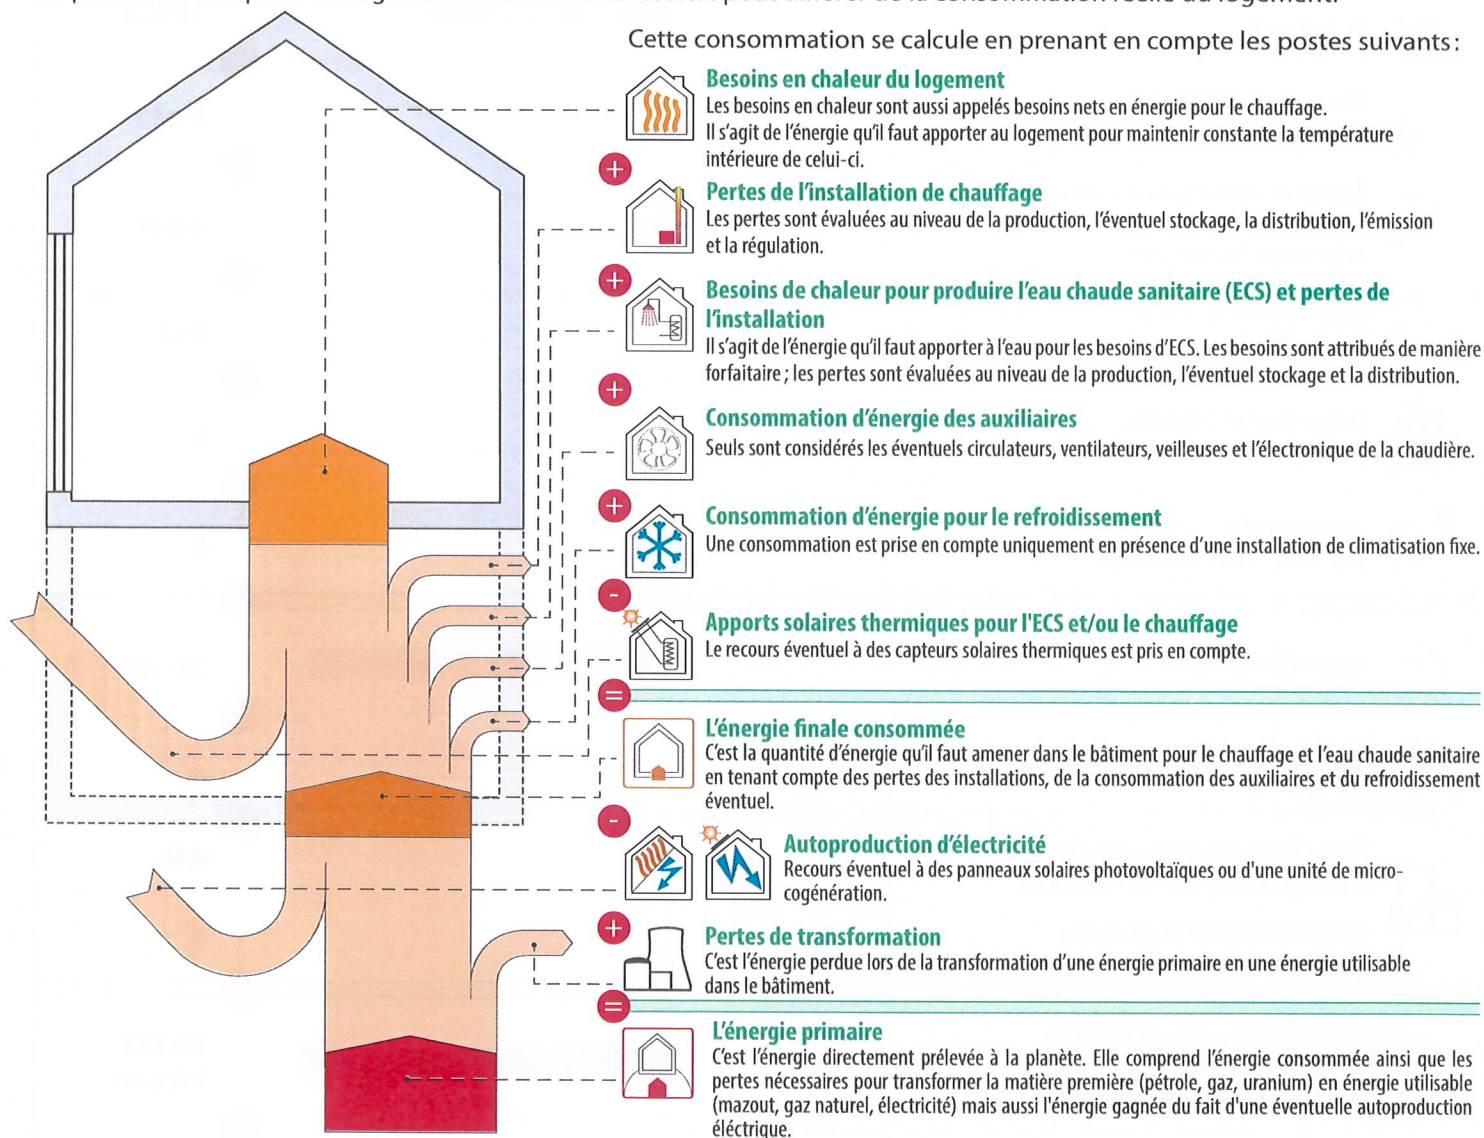 Cette consommation se calcule en prenant en compte les postes suivants :
Besoins en chaleur du logement
Les besoins en chaleur sont aussi appelés besoins nets en énergie pour le chauffage.
Il s'agit de l'énergie qu'il faut apporter au logement pour maintenir constante la température
intérieure de celui-ci.
+
Pertes de l'installation de chauffage
Les pertes sont évaluées au niveau de la production, l'éventuel stockage, la distribution, l'émission
et la régulation.
+
Besoins de chaleur pour produire l'eau chaude sanitaire (ECS) et pertes de
l'installation
Il s'agit de l'énergie qu'il faut apporter à l'eau pour les besoins d'ECS. Les besoins sont attribués de manière
forfaitaire ; les pertes sont évaluées au niveau de la production, l'éventuel stockage et la distribution.
+
Consommation d'énergie des auxiliaires
Seuls sont considérés les éventuels circulateurs, ventilateurs, veilleuses et l'électronique de la chaudière.
+
Consommation d'énergie pour le refroidissement
Une consommation est prise en compte uniquement en présence d'une installation de climatisation fixe.
-
Apports solaires thermiques pour l'ECS et/ou le chauffage
Le recours éventuel à des capteurs solaires thermiques est pris en compte.
=
L'énergie finale consommée
C'est la quantité d'énergie qu'il faut amener dans le bâtiment pour le chauffage et l'eau chaude sanitaire
en tenant compte des pertes des installations, de la consommation des auxiliaires et du refroidissement
éventuel.
-
Autoproduction d'électricité
Recours éventuel à des panneaux solaires photovoltaïques ou d'une unité de micro-
cogénération.
+
Pertes de transformation
C'est l'énergie perdue lors de la transformation d'une énergie primaire en une énergie utilisable
dans le bâtiment.
=
L'énergie primaire
C'est l'énergie directement prélevée à la planète. Elle comprend l'énergie consommée ainsi que les
pertes nécessaires pour transformer la matière première (pétrole, gaz, uranium) en énergie utilisable
(mazout, gaz naturel, électricité) mais aussi l'énergie gagnée du fait d'une éventuelle autoproduction
éléctrique.